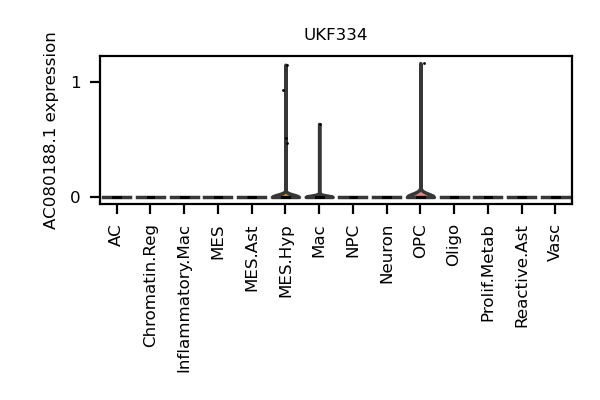 UKF334
AC080188.1 expression
1
0
AC
Chromatin.Reg
Inflammatory.Mac
MES
MES.Ast
MES.Hyp
Mac
NPC
Neuron
OPC
Oligo
Prolif.Metab
Reactive.Ast
Vasc